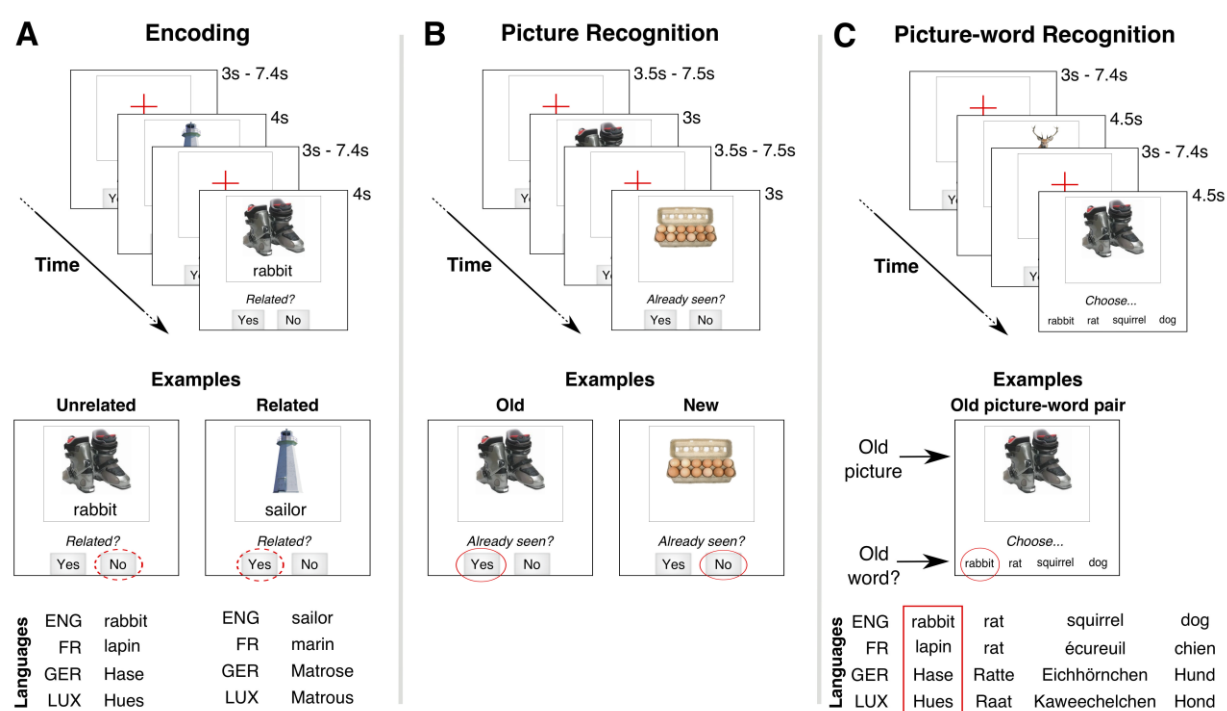 A Encoding
3s - 7.4s
4s
3s - 7.4s
4s
Y
Y
rabbit
Related?
Yes No
Time
Examples
Unrelated Related
rabbit
Related?
Yes No
sailor
Related?
Yes No
Languages
ENG rabbit ENG sailor
FR lapin FR marin
GER Hase GER Matrose
LUX Hues LUX Matrous
B Picture Recognition
3.5s - 7.5s
3s
3.5s - 7.5s
3s
Y
Already seen?
Yes No
Time
Examples
Old New
Already seen?
Yes No
Already seen?
Yes No
C Picture-word Recognition
3s - 7.4s
4.5s
3s - 7.4s
4.5s
Choose...
rabbit rat squirrel dog
Time
Examples
Old picture-word pair
Old
picture
Old
word?
Choose...
rabbit rat squirrel dog
Languages
ENG rabbit rat squirrel dog
FR lapin rat écureuil chien
GER Hase Ratte Eichhörnchen Hund
LUX Hues Raat Kaweechelchen Hond